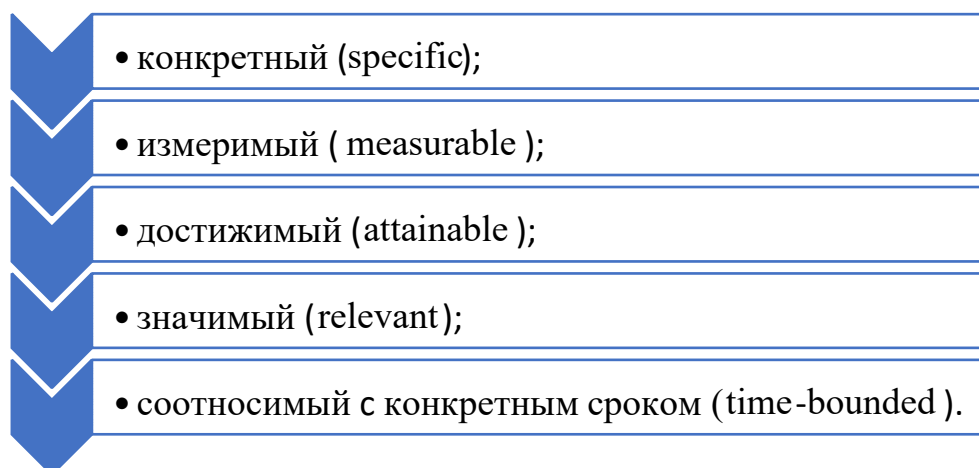 • конкретный (specific);
• измеримый ( measurable );
• достижимый (attainable );
• значимый (relevant);
• соотносимый с конкретным сроком (time-bounded ).